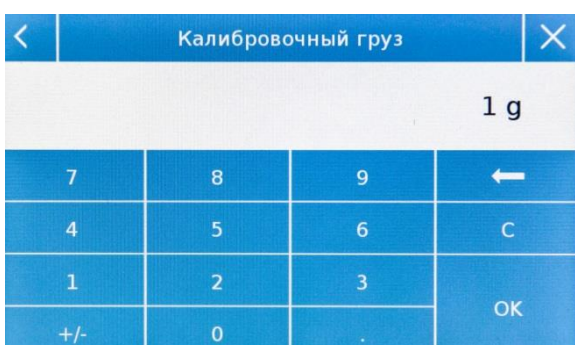 < Калибровочный груз X
1 g
7 8 9 ←
4 5 6 C
1 2 3
OK
+/- 0 .